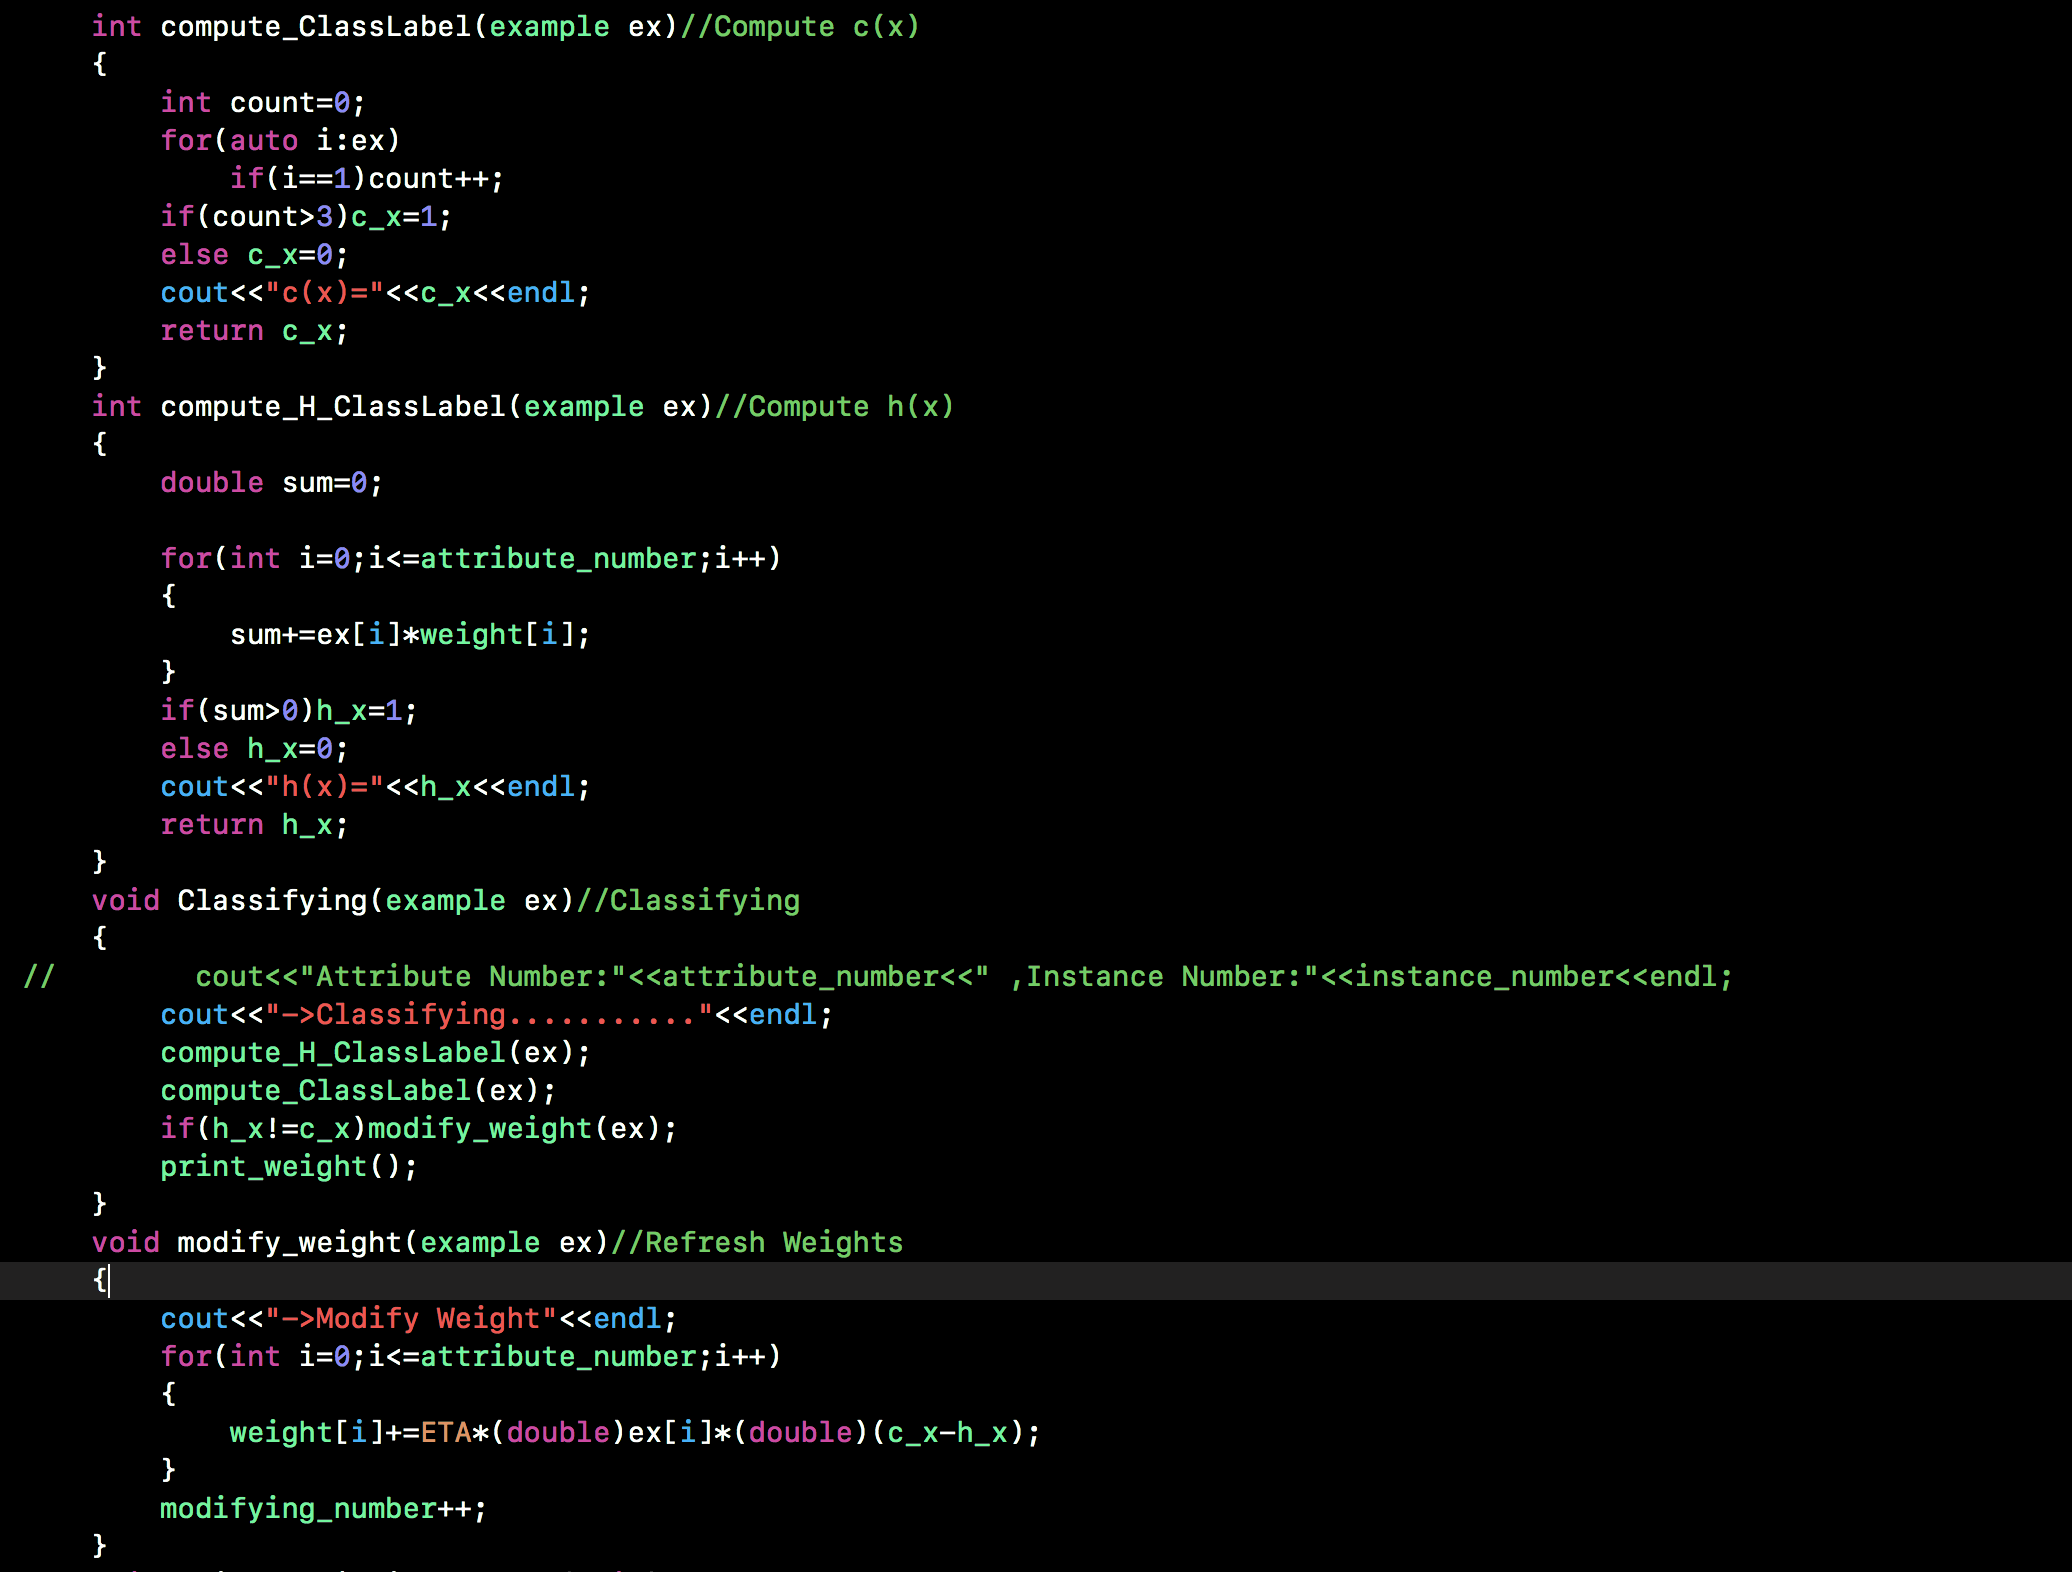 int compute_ClassLabel(example ex)//Compute c(x)
{
    int count=0;
    for(auto i:ex)
        if(i==1)count++;
    if(count>3)c_x=1;
    else c_x=0;
    cout<<"c(x)="<<c_x<<endl;
    return c_x;
}
int compute_H_ClassLabel(example ex)//Compute h(x)
{
    double sum=0;

    for(int i=0;i<=attribute_number;i++)
    {
        sum+=ex[i]*weight[i];
    }
    if(sum>0)h_x=1;
    else h_x=0;
    cout<<"h(x)="<<h_x<<endl;
    return h_x;
}
void Classifying(example ex)//Classifying
{
//        cout<<"Attribute Number:"<<attribute_number<<" ,Instance Number:"<<instance_number<<endl;
    cout<<"->Classifying..........."<<endl;
    compute_H_ClassLabel(ex);
    compute_ClassLabel(ex);
    if(h_x!=c_x)modify_weight(ex);
    print_weight();
}
void modify_weight(example ex)//Refresh Weights
{
    cout<<"->Modify Weight"<<endl;
    for(int i=0;i<=attribute_number;i++)
    {
        weight[i]+=ETA*(double)ex[i]*(double)(c_x-h_x);
    }
    modifying_number++;
}